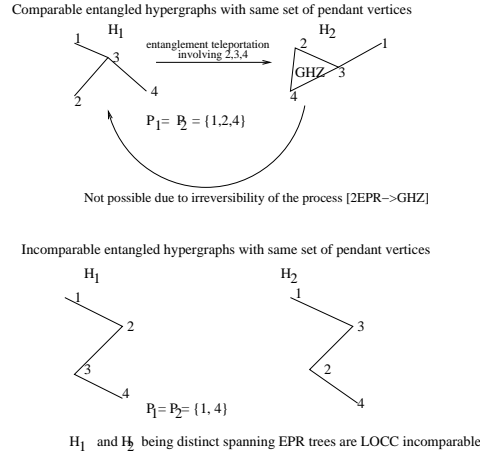 Comparable entangled hypergraphs with same set of pendant vertices
H1 H2
1 3 2 4
entanglement teleportation
involving 2,3,4
2 1 GHZ 3 4
P1= P2 = {1,2,4}
Not possible due to irreversibility of the process [2EPR−>GHZ]
Incomparable entangled hypergraphs with same set of pendant vertices
H1 H2
1 2 3 4
1 3 2 4
P1= P2= {1, 4}
H1 and H2 being distinct spanning EPR trees are LOCC incomparable